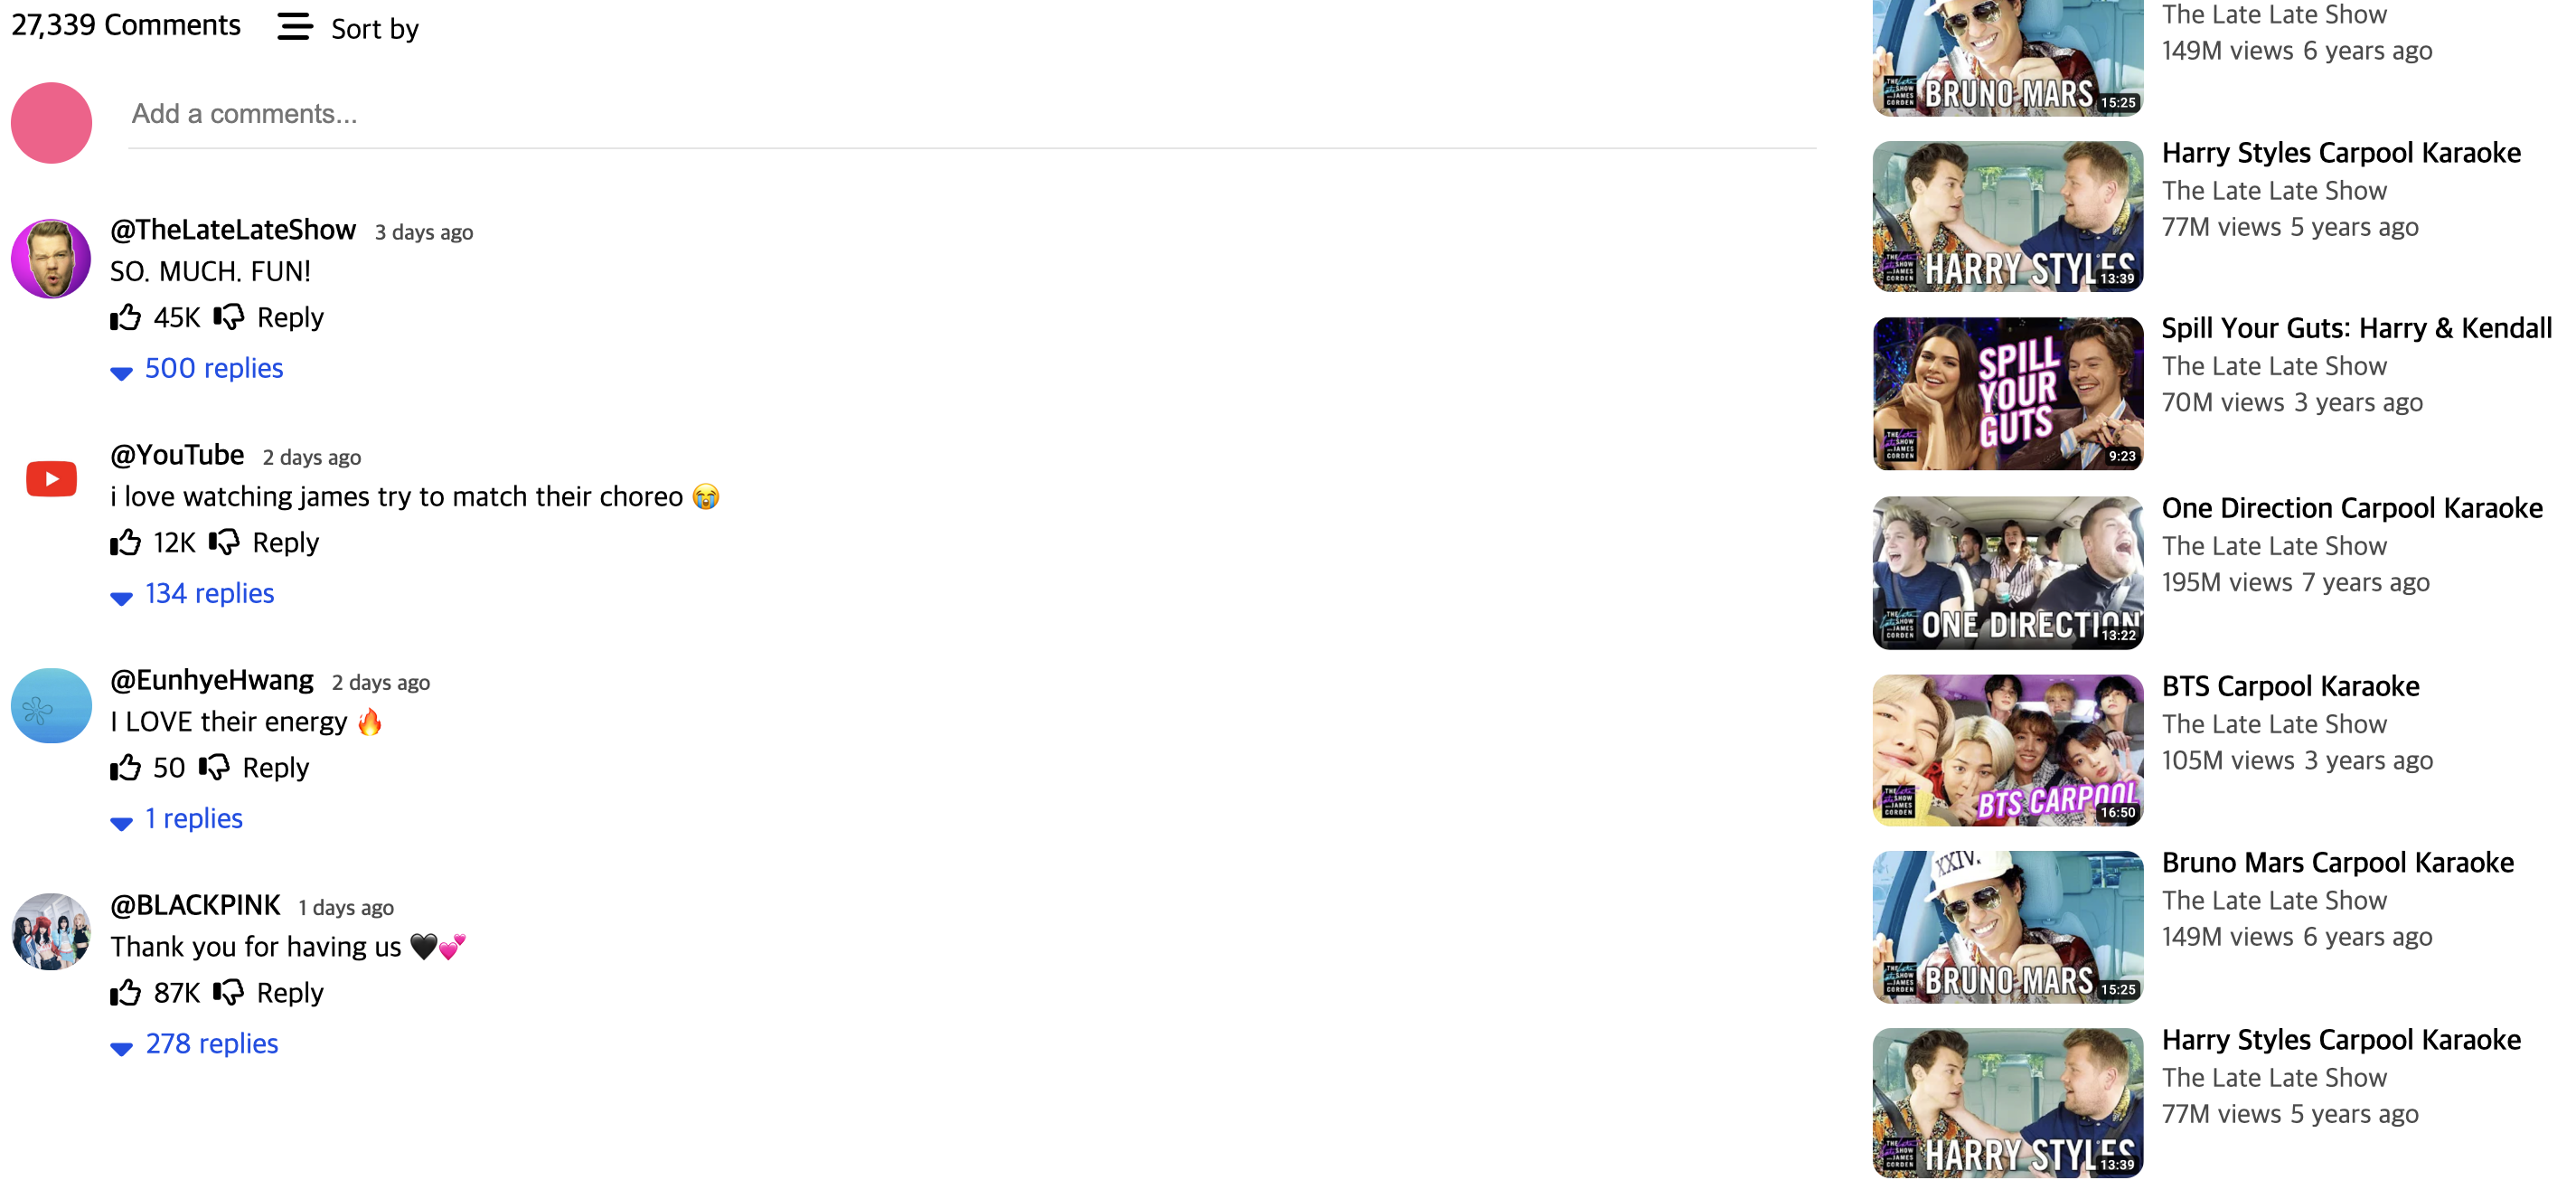 27,339 Comments
Sort by
Add a comments...
@TheLateLateShow 3 days ago
SO. MUCH. FUN!
45K Reply
500 replies
@YouTube 2 days ago
i love watching james try to match their choreo 😭
12K Reply
134 replies
@EunhyeHwang 2 days ago
I LOVE their energy 🔥
50 Reply
1 replies
@BLACKPINK 1 days ago
Thank you for having us 🖤💕
87K Reply
278 replies
BRUNO MARS
15:25
The Late Late Show
149M views 6 years ago
HARRY STYLES
13:39
Harry Styles Carpool Karaoke
The Late Late Show
77M views 5 years ago
SPILL
YOUR
GUTS
9:23
Spill Your Guts: Harry & Kendall
The Late Late Show
70M views 3 years ago
ONE DIRECTION
13:22
One Direction Carpool Karaoke
The Late Late Show
195M views 7 years ago
BTS CARPOOL
16:50
BTS Carpool Karaoke
The Late Late Show
105M views 3 years ago
XXIV.
BRUNO MARS
15:25
Bruno Mars Carpool Karaoke
The Late Late Show
149M views 6 years ago
HARRY STYLES
13:39
Harry Styles Carpool Karaoke
The Late Late Show
77M views 5 years ago